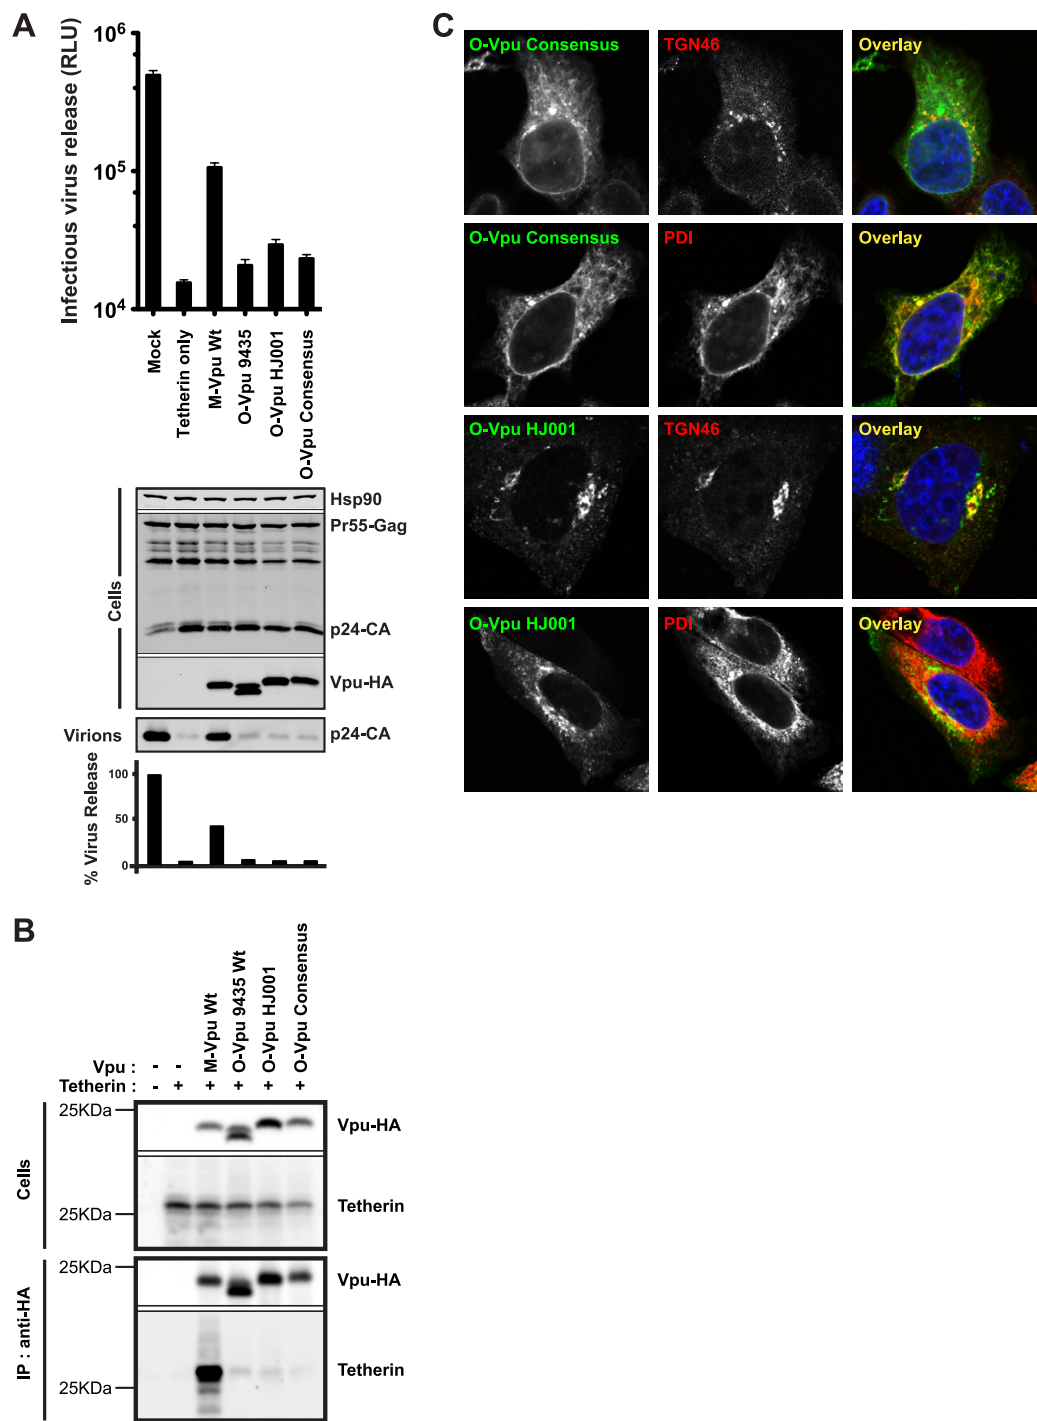 A
Infectious virus release (RLU)
10^6
10^5
10^4
Mock
Tetherin only
M-Vpu Wt
O-Vpu 9435
O-Vpu HJ001
O-Vpu Consensus
Cells
Hsp90
Pr55-Gag
p24-CA
Vpu-HA
Virions
p24-CA
% Virus Release
100
50
0
B
M-Vpu Wt
O-Vpu 9435 Wt
O-Vpu HJ001
O-Vpu Consensus
Vpu : - -
Tetherin : - + + + + +
Cells
25KDa
Vpu-HA
25KDa
Tetherin
IP : anti-HA
25KDa
Vpu-HA
25KDa
Tetherin
C
O-Vpu Consensus TGN46 Overlay
O-Vpu Consensus PDI Overlay
O-Vpu HJ001 TGN46 Overlay
O-Vpu HJ001 PDI Overlay